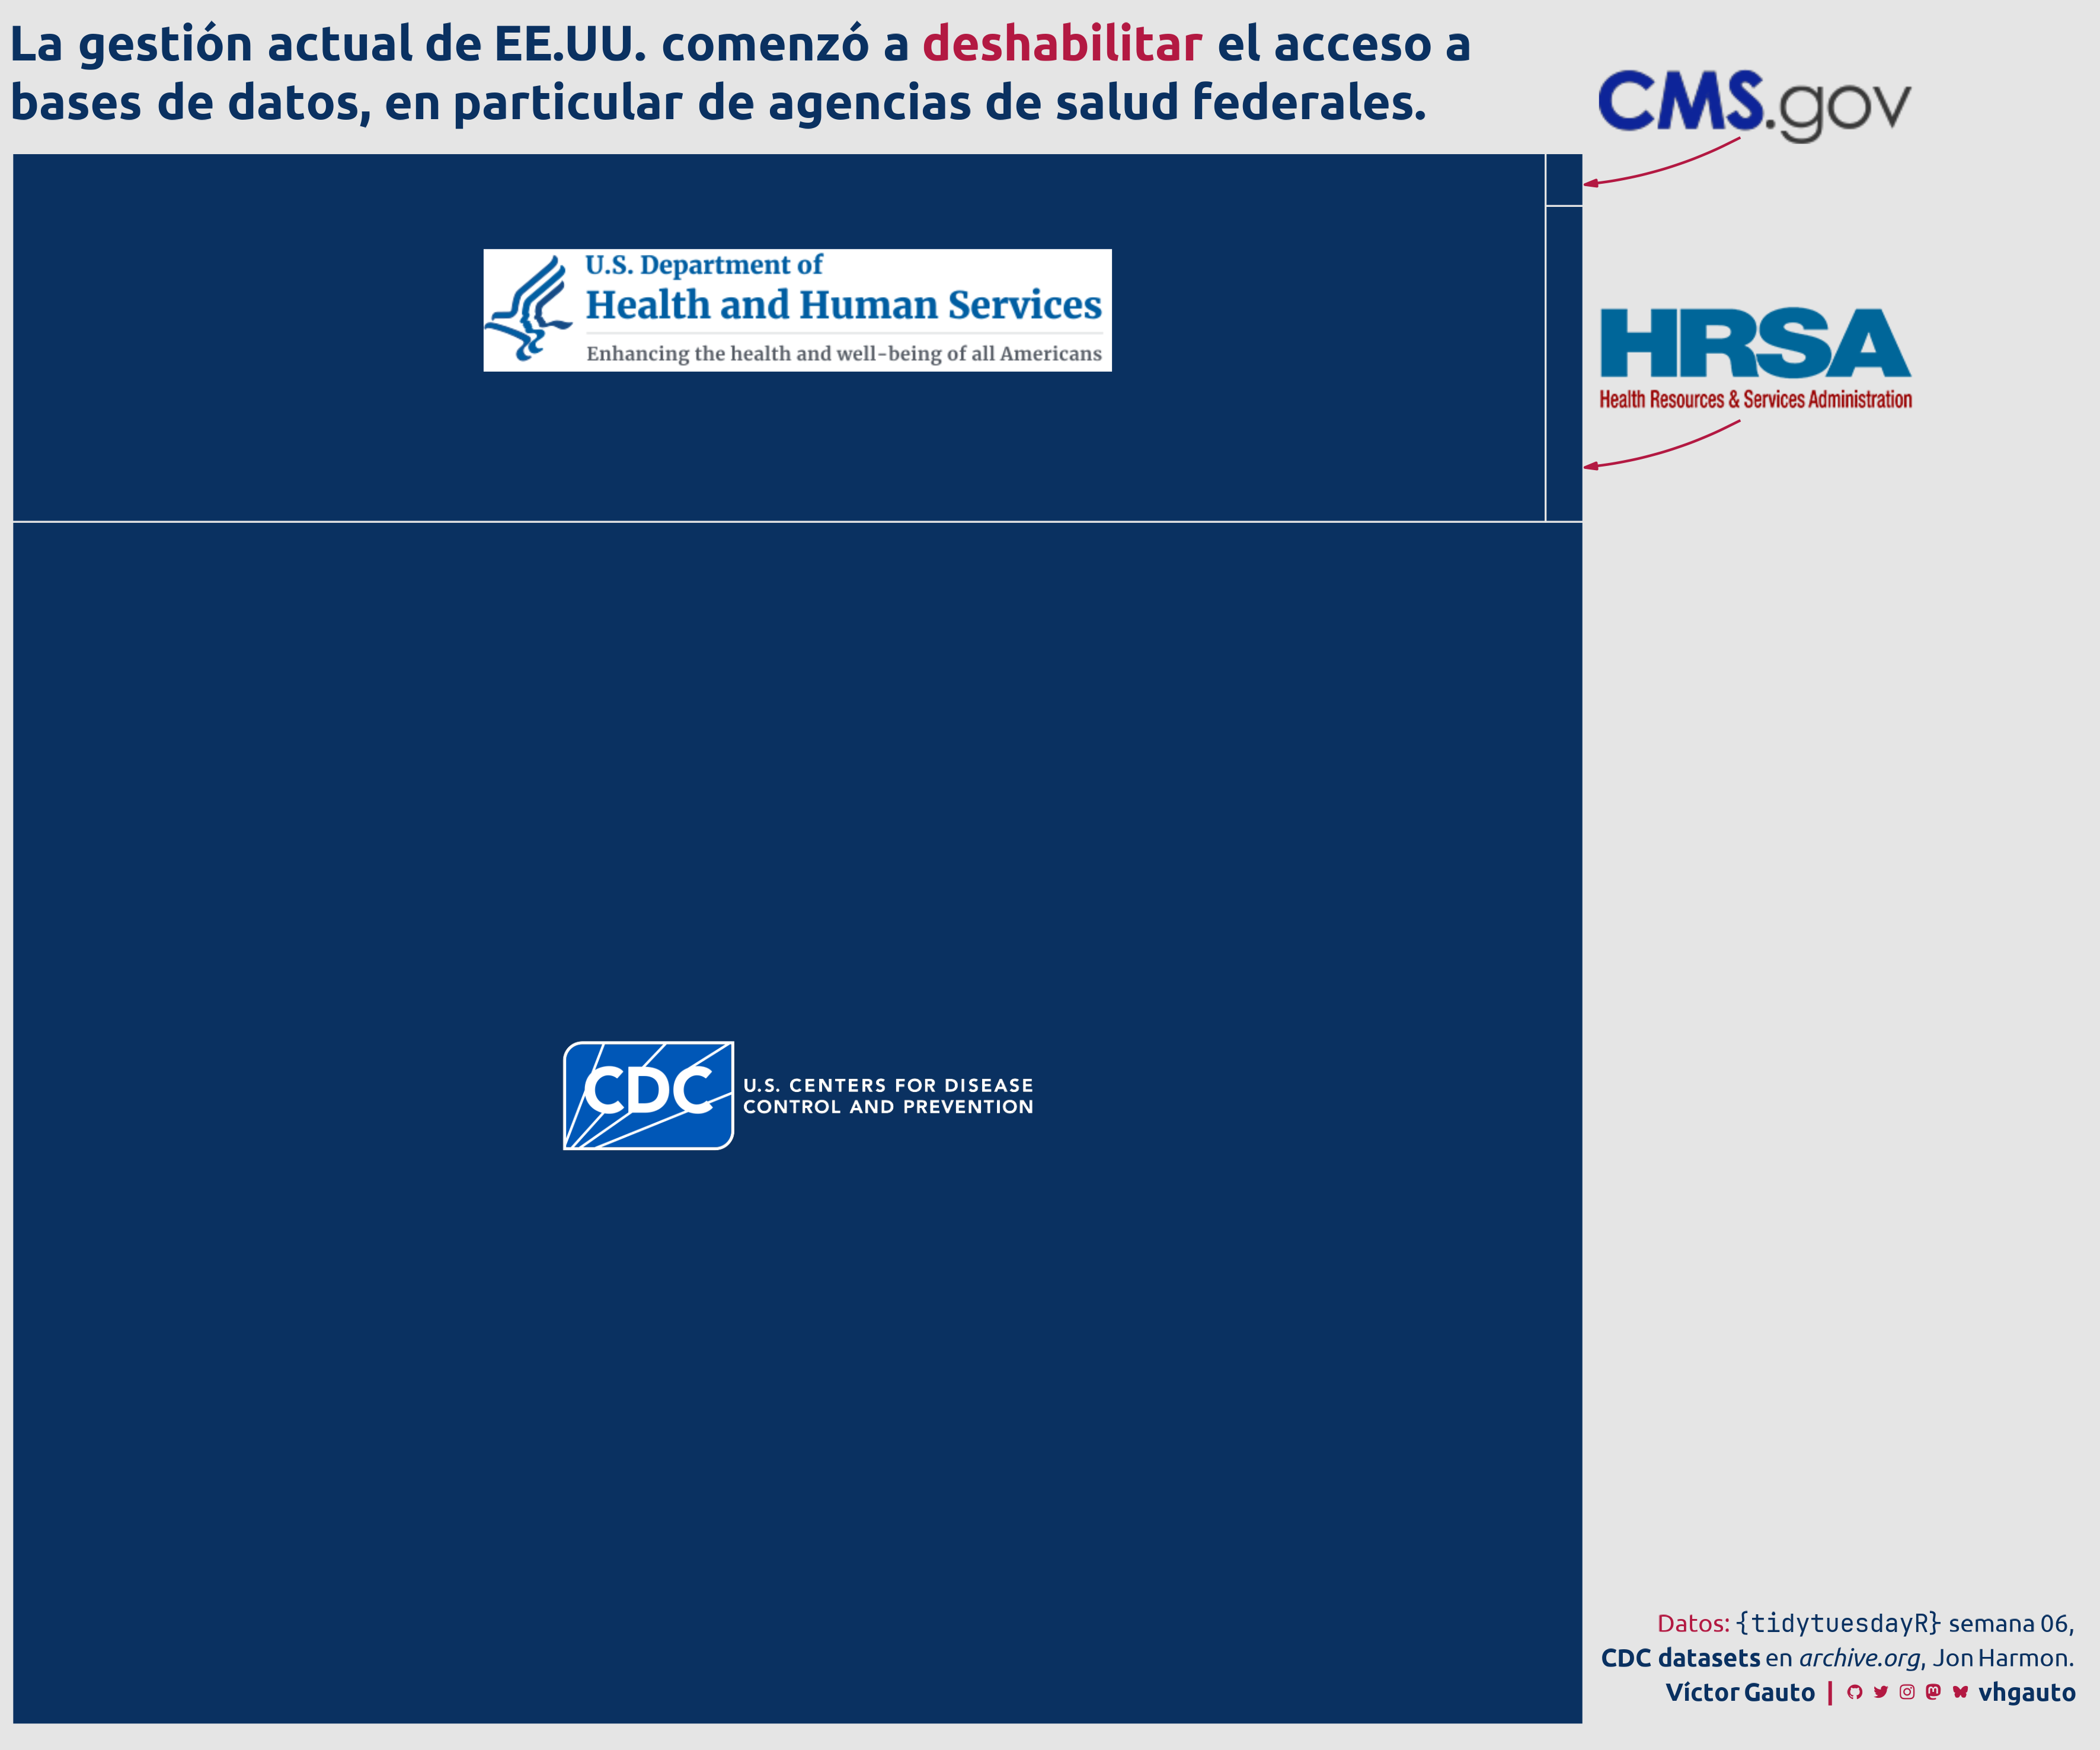 La gestión actual de EE.UU. comenzó a deshabilitar el acceso a
bases de datos, en particular de agencias de salud federales.
CMS.gov
U.S. Department of
Health and Human Services
Enhancing the health and well-being of all Americans
HRSA
Health Resources & Services Administration
CDC
U.S. CENTERS FOR DISEASE
CONTROL AND PREVENTION
Datos: {tidytuesdayR} semana 06,
CDC datasets en archive.org, Jon Harmon.
Víctor Gauto | vhgauto